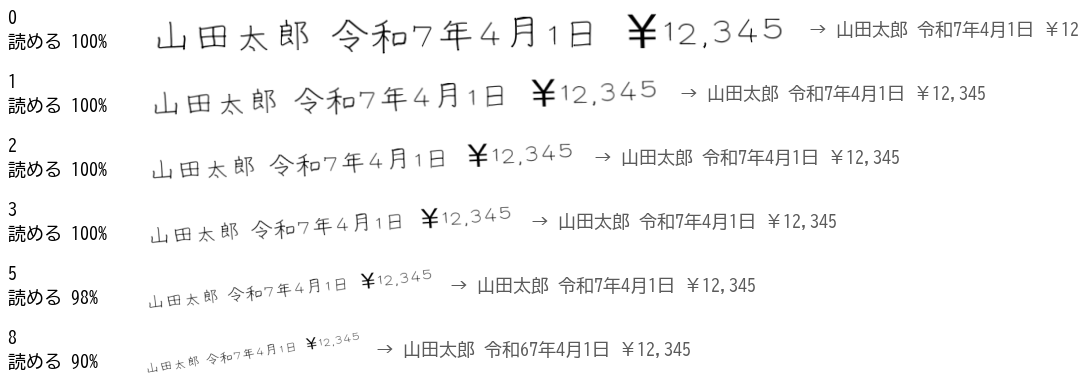 0
読める 100% 山田太郎 令和7年4月1日 ¥12,345 → 山田太郎 令和7年4月1日 ¥12
1
読める 100% 山田太郎 令和7年4月1日 ¥12,345 → 山田太郎 令和7年4月1日 ¥12,345
2
読める 100% 山田太郎 令和7年4月1日 ¥12,345 → 山田太郎 令和7年4月1日 ¥12,345
3
読める 100% 山田太郎 令和7年4月1日 ¥12,345 → 山田太郎 令和7年4月1日 ¥12,345
5
読める 98% 山田太郎 令和7年4月1日 ¥12,345 → 山田太郎 令和7年4月1日 ¥12,345
8
読める 90% 山田太郎 令和7年4月1日 ¥12,345 → 山田太郎 令和67年4月1日 ¥12,345